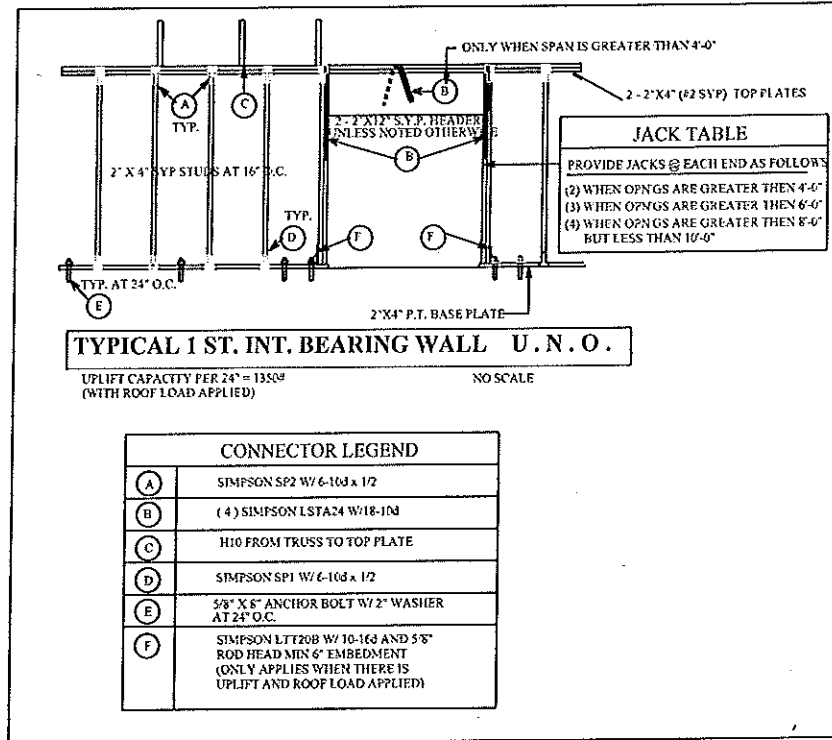 ONLY WHEN SPAN IS GREATER THAN 4'-0"
B
A
TYP.
C
2 - 2"X4" (#2 SYP) TOP PLATES
2 - 2"X12" S.Y.P. HEADER
UNLESS NOTED OTHERWISE
B
2" X 4" SYP STUDS AT 16" O.C.
JACK TABLE
PROVIDE JACKS @ EACH END AS FOLLOWS
(2) WHEN OPNGS ARE GREATER THEN 4'-0"
(3) WHEN OPNGS ARE GREATER THEN 6'-0"
(4) WHEN OPNGS ARE GREATER THEN 8'-0"
BUT LESS THAN 10'-0"
TYP.
D
F
F
TYP. AT 24" O.C.
E
2"X4" P.T. BASE PLATE
TYPICAL 1 ST. INT. BEARING WALL U.N.O.
UPLIFT CAPACITY PER 24" = 1350#
(WITH ROOF LOAD APPLIED)
NO SCALE
CONNECTOR LEGEND
A SIMPSON SP2 W/ 6-10d x 1/2
B ( 4 ) SIMPSON LSTA24 W/18-10d
C H10 FROM TRUSS TO TOP PLATE
D SIMPSON SP1 W/ 6-10d x 1/2
E 5/8" X 8" ANCHOR BOLT W/ 2" WASHER
AT 24" O.C.
F SIMPSON LTT20B W/ 10-16d AND 5/8"
ROD HEAD MIN 6" EMBEDMENT
(ONLY APPLIES WHEN THERE IS
UPLIFT AND ROOF LOAD APPLIED)